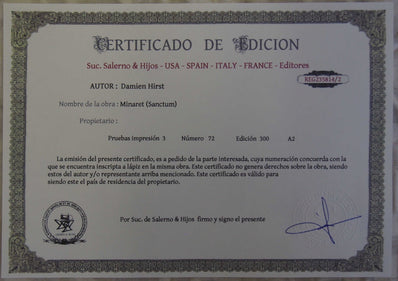 CERTIFICADO DE EDICION
Suc. Salerno & Hijos - USA - SPAIN - ITALY - FRANCE - Editores
REG235814/2
AUTOR : Damien Hirst
Nombre de la obra : Minaret (Sanctum)
Propietario :
Pruebas impresión 3 Número 72 Edición 500 A2
La emisión del presente certificado, es a pedido de la parte interesada, cuya numeración concuerda con la
que se encuentra inscripta a lápiz en la misma obra. Este certificado no genera derechos sobre la obra, siendo
estos del autor y/o representante arriba mencionado. Este certificado es válido para
siendo este el país de residencia del propietario.
Por Suc. de Salerno & Hijos firmo y signo el presente